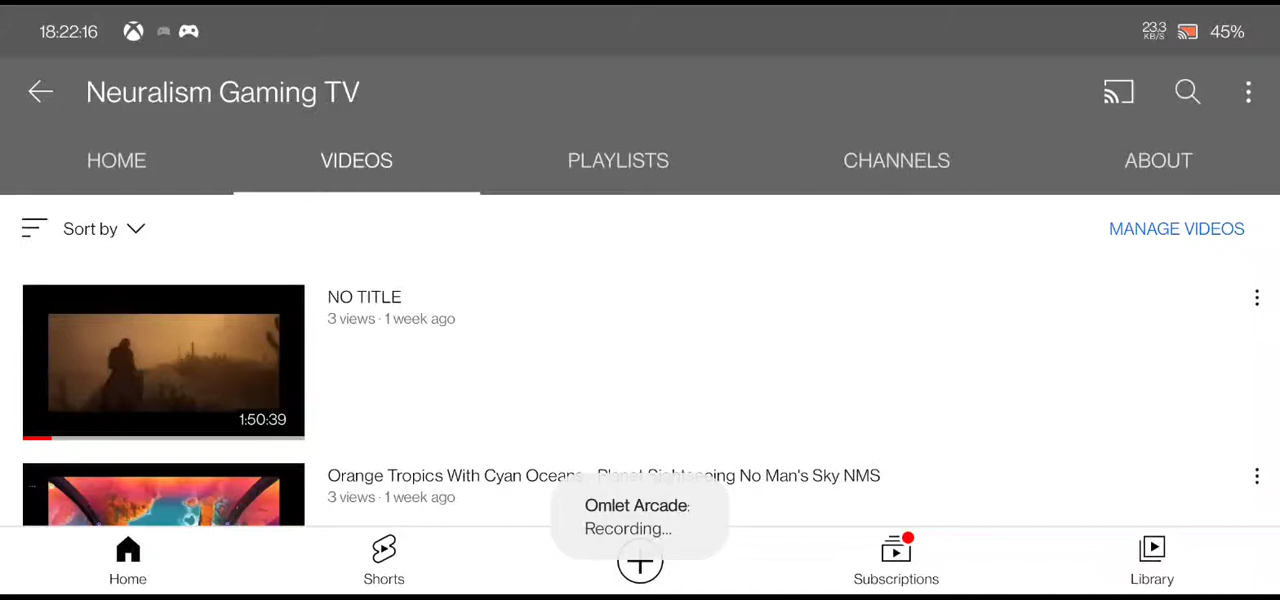 18:22:16
23.3 KB/S
45%
Neuralism Gaming TV
HOME
VIDEOS
PLAYLISTS
CHANNELS
ABOUT
Sort by
MANAGE VIDEOS
NO TITLE
3 views · 1 week ago
1:50:39
Orange Tropics With Cyan Oceans - Planet Sightseeing No Man's Sky NMS
3 views · 1 week ago
Omlet Arcade:
Recording...
Home
Shorts
Subscriptions
Library